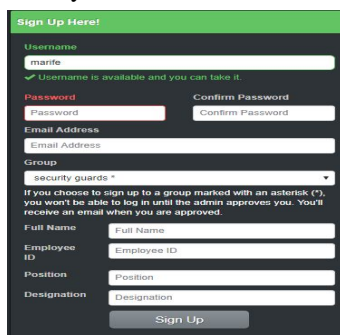 Sign Up Here!
Username
marife
✔ Username is available and you can take it.
Password Confirm Password
Password Confirm Password
Email Address
Email Address
Group
security guards *
If you choose to sign up to a group marked with an asterisk (*),
you won't be able to log in until the admin approves you. You'll
receive an email when you are approved.
Full Name Full Name
Employee
ID Employee ID
Position Position
Designation Designation
Sign Up